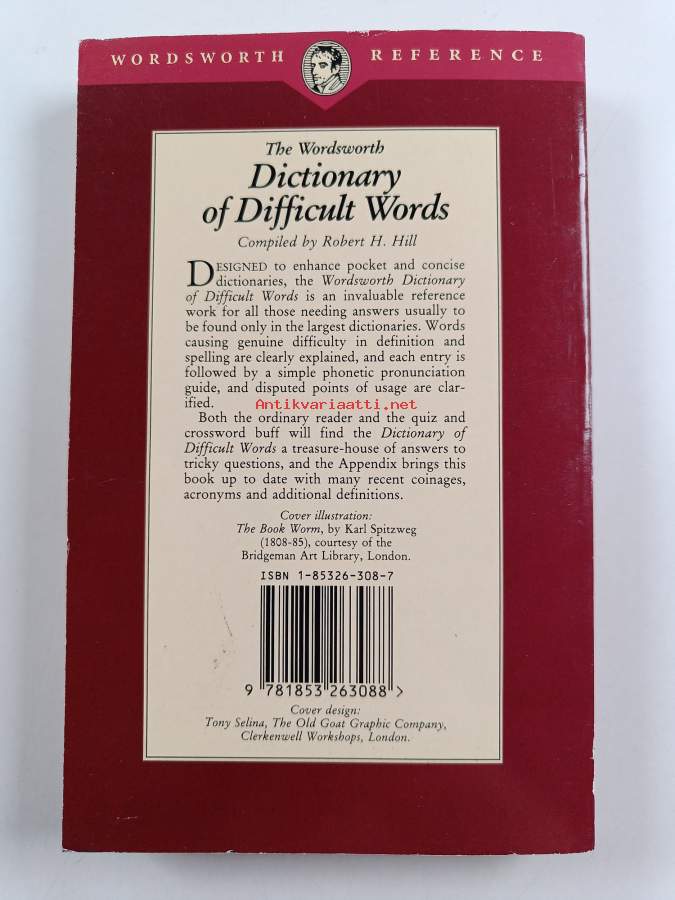 WORDSWORTH REFERENCE
The Wordsworth
Dictionary
of Difficult Words
Compiled by Robert H. Hill
DESIGNED to enhance pocket and concise
dictionaries, the Wordsworth Dictionary
of Difficult Words is an invaluable reference
work for all those needing answers usually to
be found only in the largest dictionaries. Words
causing genuine difficulty in definition and
spelling are clearly explained, and each entry is
followed by a simple phonetic pronunciation
guide, and disputed points of usage are clar-
ified.
Antikvariaatti.net
Both the ordinary reader and the quiz and
crossword buff will find the Dictionary of
Difficult Words a treasure-house of answers to
tricky questions, and the Appendix brings this
book up to date with many recent coinages,
acronyms and additional definitions.
Cover illustration:
The Book Worm, by Karl Spitzweg
(1808-85), courtesy of the
Bridgeman Art Library, London.
ISBN 1-85326-308-7
9 781853 263088 >
Cover design:
Tony Selina, The Old Goat Graphic Company,
Clerkenwell Workshops, London.